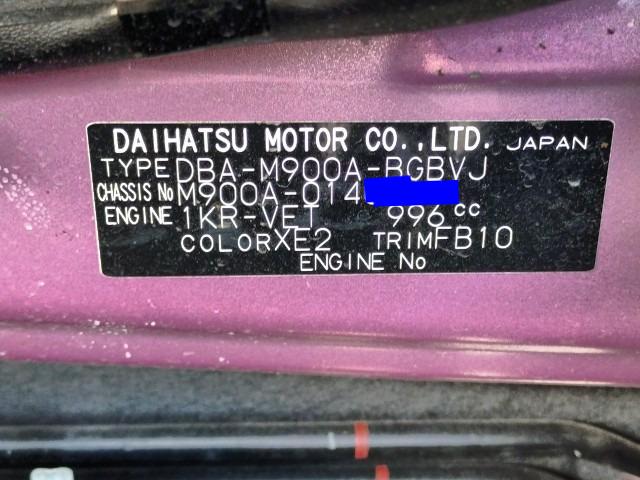 DAIHATSU MOTOR CO.,LTD. JAPAN
TYPE DBA-M900A-BGBVJ
CHASSIS No M900A-014
ENGINE 1KR-VET 996 cc
COLOR XE2 TRIM FB10
ENGINE No